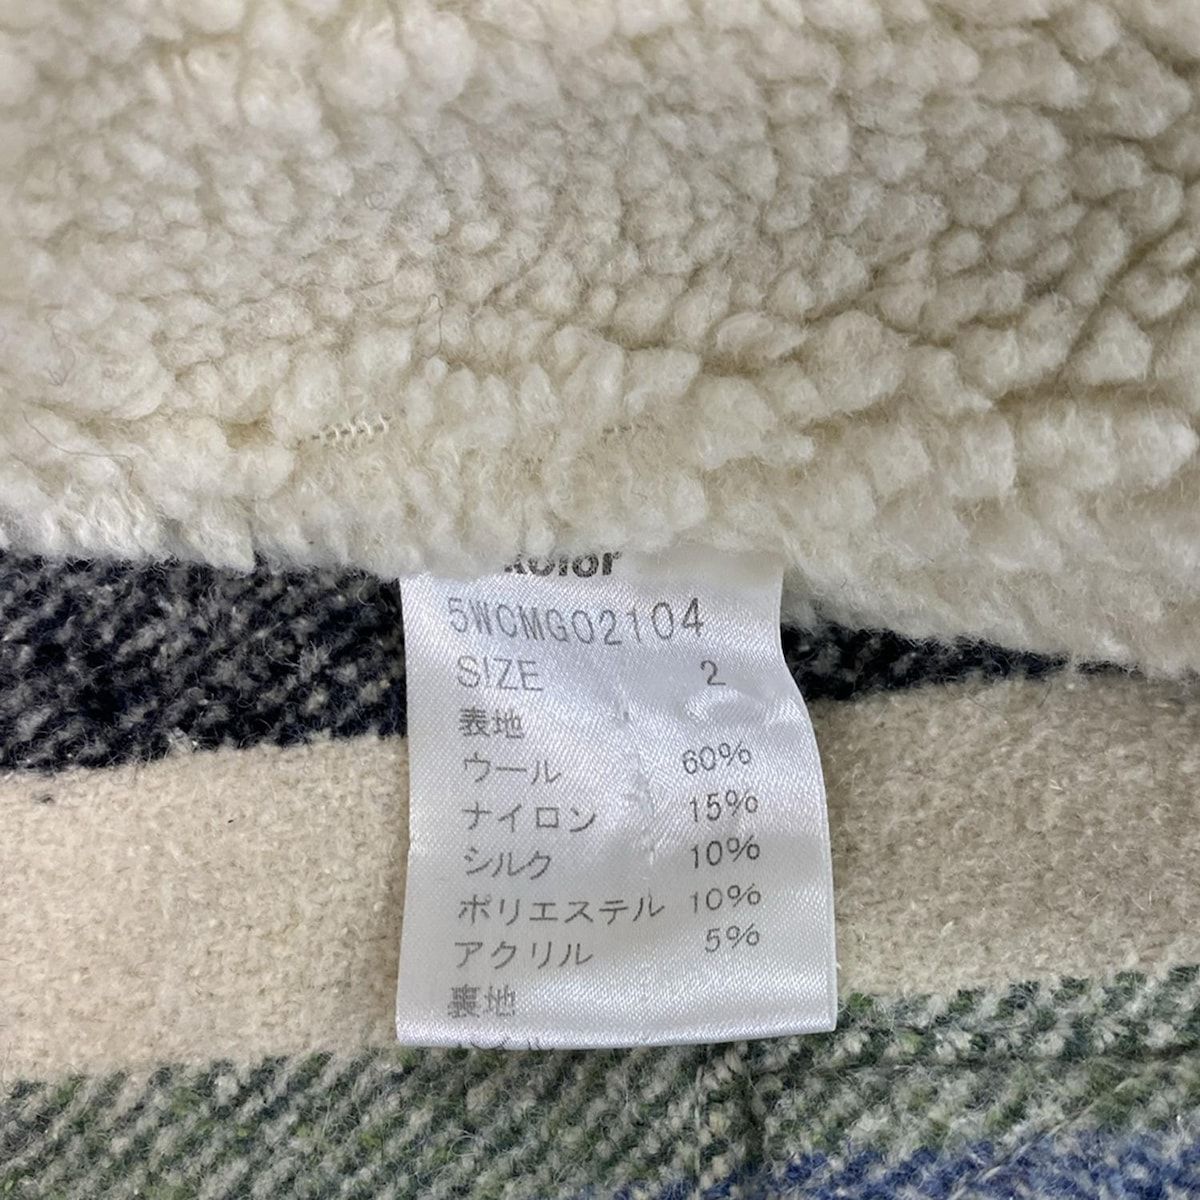 kolor
5WCMG02104
SIZE 2
表地
ウール 60%
ナイロン 15%
シルク 10%
ポリエステル 10%
アクリル 5%
裏地